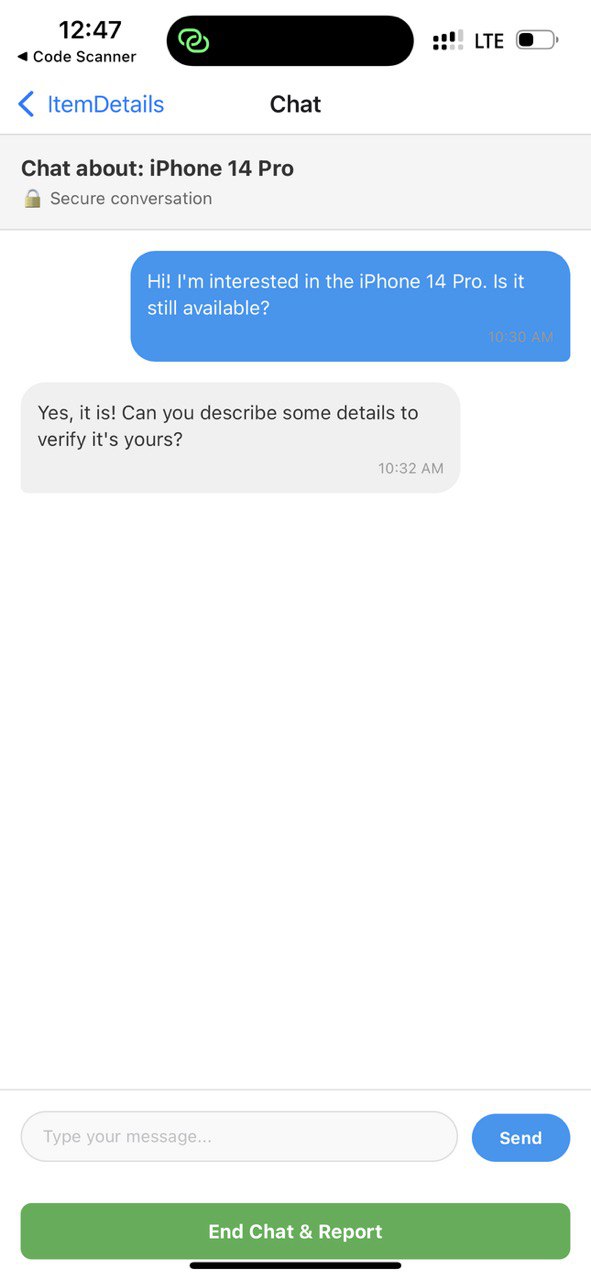 12:47
LTE
◀ Code Scanner
ItemDetails
Chat
Chat about: iPhone 14 Pro
🔒 Secure conversation
Hi! I'm interested in the iPhone 14 Pro. Is it
still available?
10:30 AM
Yes, it is! Can you describe some details to
verify it's yours?
10:32 AM
Type your message...
Send
End Chat & Report